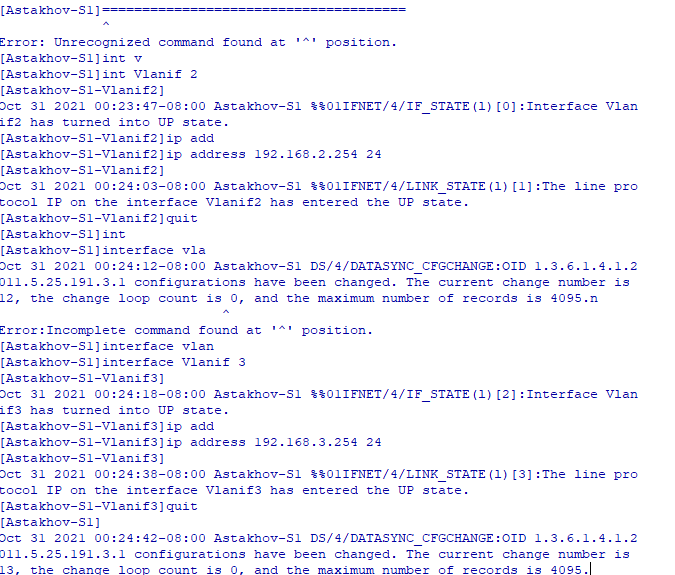 [Astakhov-S1]======================================
^
Error: Unrecognized command found at '^' position.
[Astakhov-S1]int v
[Astakhov-S1]int Vlanif 2
[Astakhov-S1-Vlanif2]
Oct 31 2021 00:23:47-08:00 Astakhov-S1 %%01IFNET/4/IF_STATE(l)[0]:Interface Vlan
if2 has turned into UP state.
[Astakhov-S1-Vlanif2]ip add
[Astakhov-S1-Vlanif2]ip address 192.168.2.254 24
[Astakhov-S1-Vlanif2]
Oct 31 2021 00:24:03-08:00 Astakhov-S1 %%01IFNET/4/LINK_STATE(l)[1]:The line pro
tocol IP on the interface Vlanif2 has entered the UP state.
[Astakhov-S1-Vlanif2]quit
[Astakhov-S1]int
[Astakhov-S1]interface vla
Oct 31 2021 00:24:12-08:00 Astakhov-S1 DS/4/DATASYNC_CFGCHANGE:OID 1.3.6.1.4.1.2
011.5.25.191.3.1 configurations have been changed. The current change number is
12, the change loop count is 0, and the maximum number of records is 4095.n
^
Error:Incomplete command found at '^' position.
[Astakhov-S1]interface vlan
[Astakhov-S1]interface Vlanif 3
[Astakhov-S1-Vlanif3]
Oct 31 2021 00:24:18-08:00 Astakhov-S1 %%01IFNET/4/IF_STATE(l)[2]:Interface Vlan
if3 has turned into UP state.
[Astakhov-S1-Vlanif3]ip add
[Astakhov-S1-Vlanif3]ip address 192.168.3.254 24
[Astakhov-S1-Vlanif3]
Oct 31 2021 00:24:38-08:00 Astakhov-S1 %%01IFNET/4/LINK_STATE(l)[3]:The line pro
tocol IP on the interface Vlanif3 has entered the UP state.
[Astakhov-S1-Vlanif3]quit
[Astakhov-S1]
Oct 31 2021 00:24:42-08:00 Astakhov-S1 DS/4/DATASYNC_CFGCHANGE:OID 1.3.6.1.4.1.2
011.5.25.191.3.1 configurations have been changed. The current change number is
13, the change loop count is 0, and the maximum number of records is 4095.